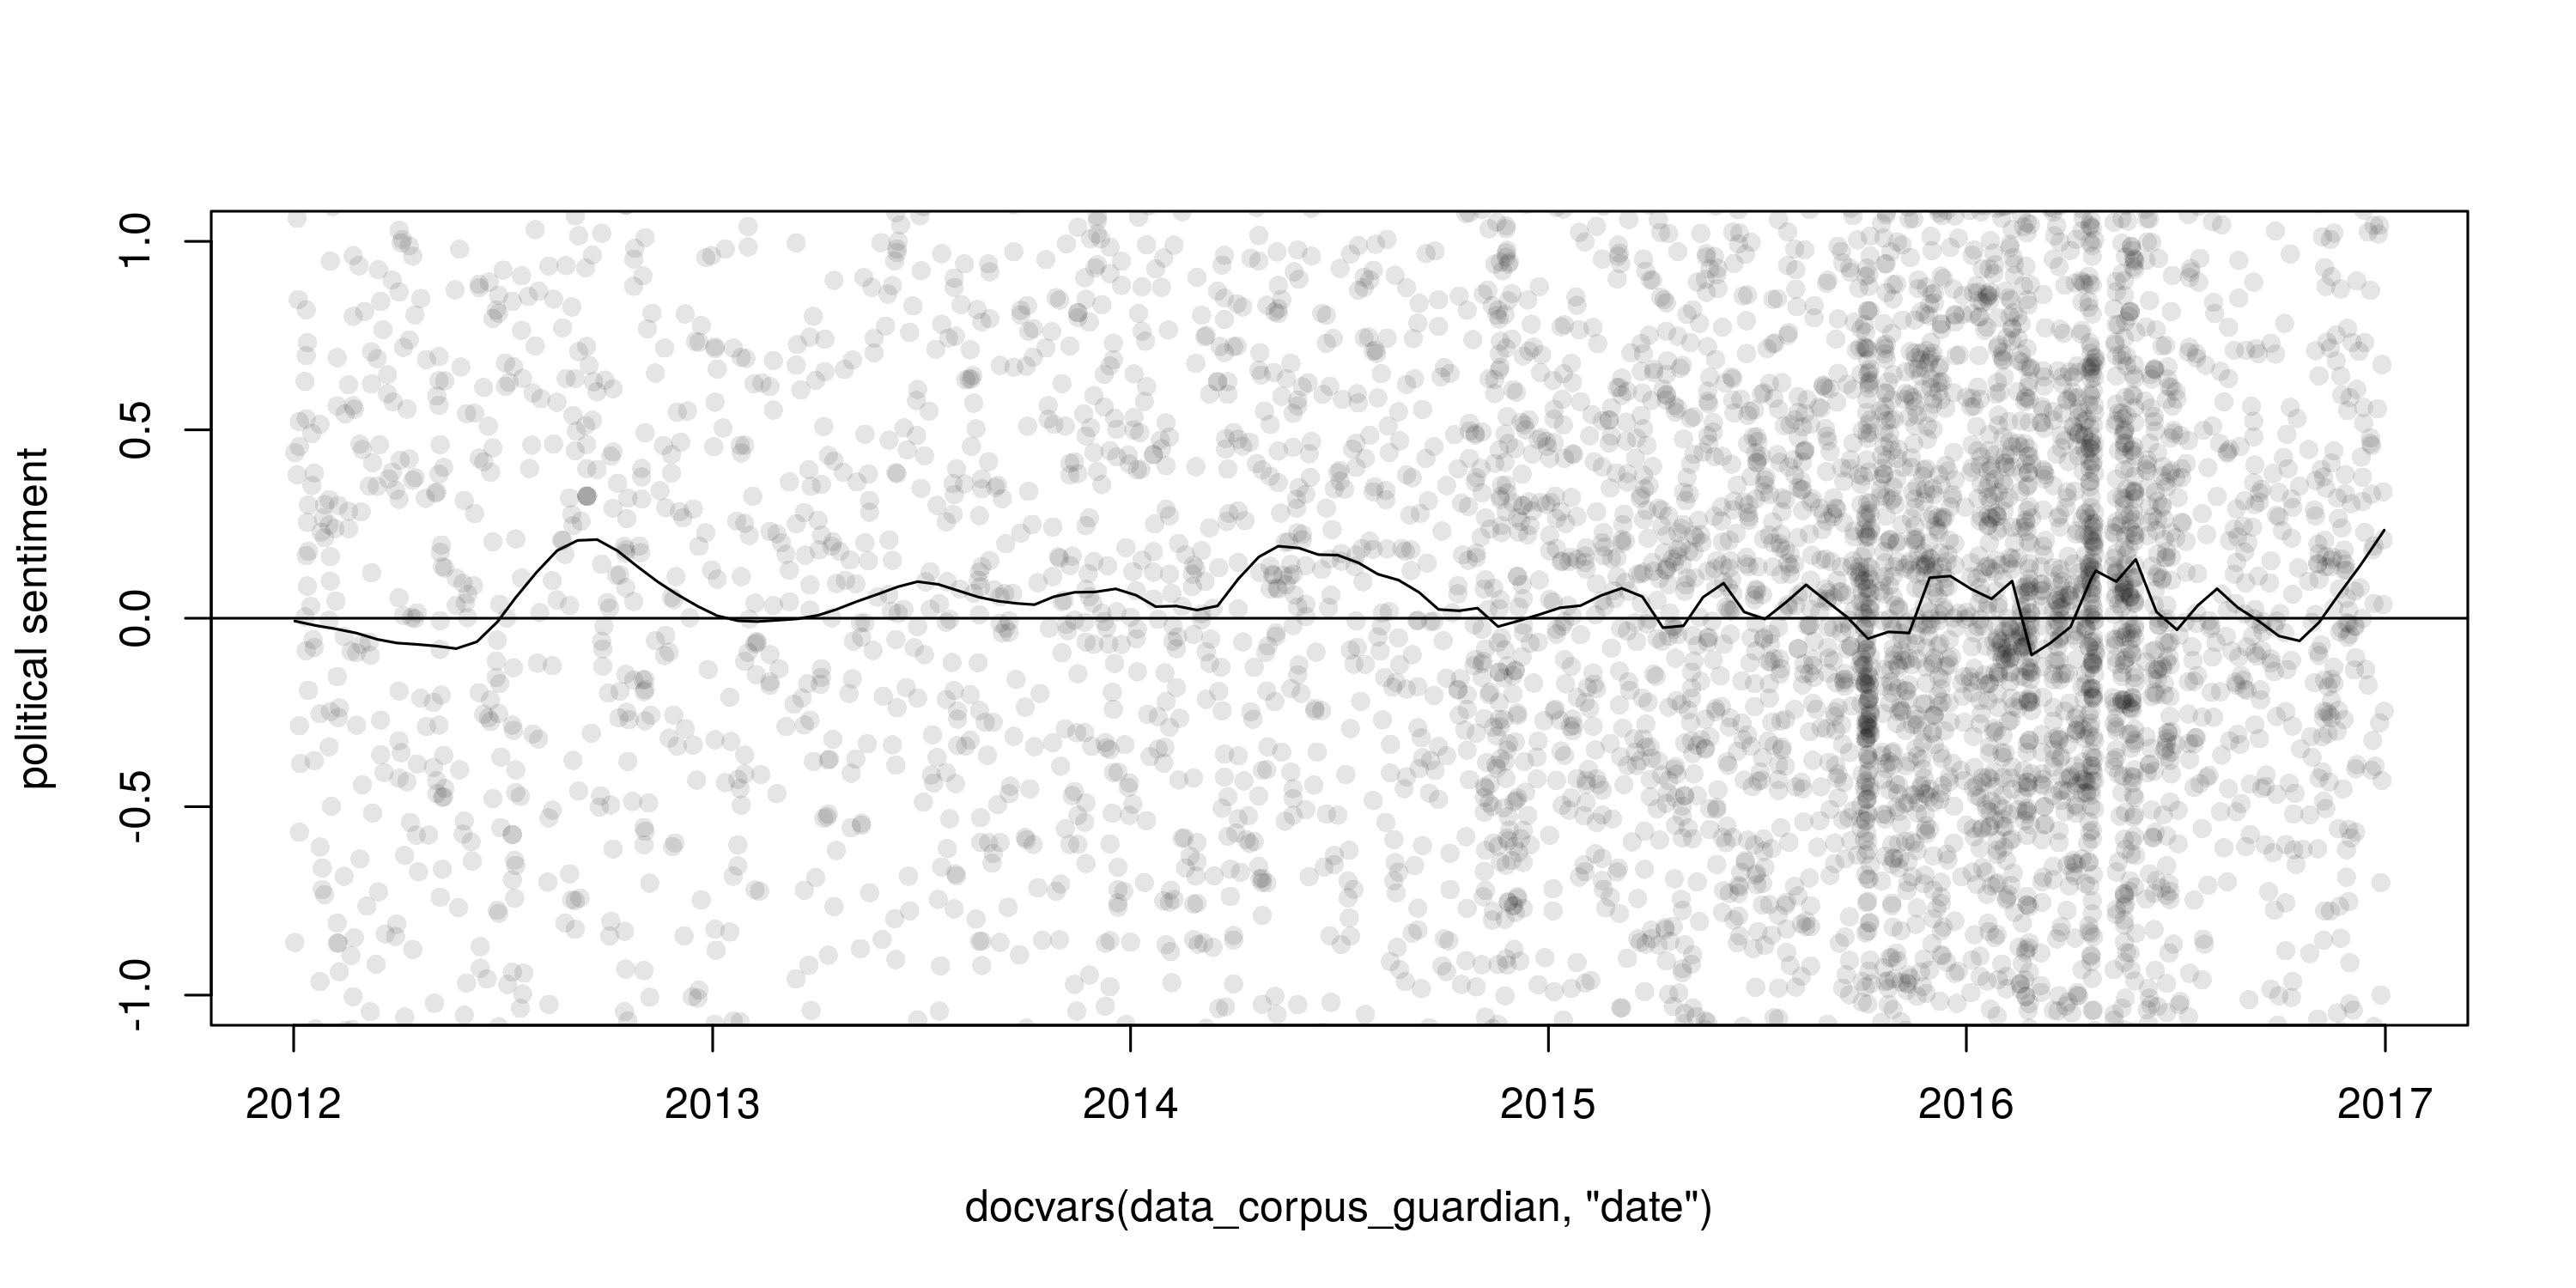 political sentiment
1.0
0.5
0.0
-0.5
-1.0
2012 2013 2014 2015 2016 2017
docvars(data_corpus_guardian, "date")